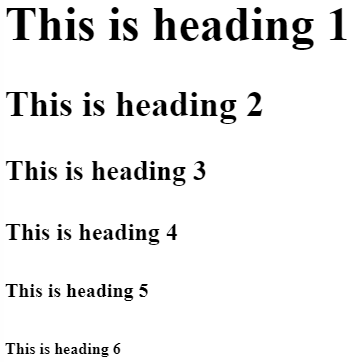 This is heading 1
This is heading 2
This is heading 3
This is heading 4
This is heading 5
This is heading 6